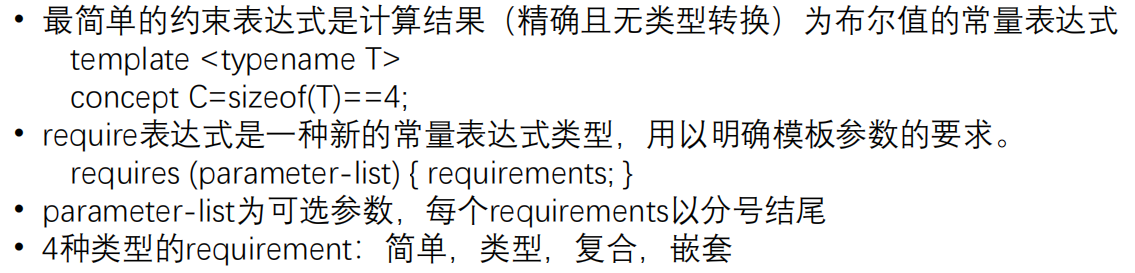 • 最简单的约束表达式是计算结果（精确且无类型转换）为布尔值的常量表达式
template <typename T>
concept C=sizeof(T)==4;
• require表达式是一种新的常量表达式类型，用以明确模板参数的要求。
requires (parameter-list) { requirements; }
• parameter-list为可选参数，每个requirements以分号结尾
• 4种类型的requirement：简单，类型，复合，嵌套